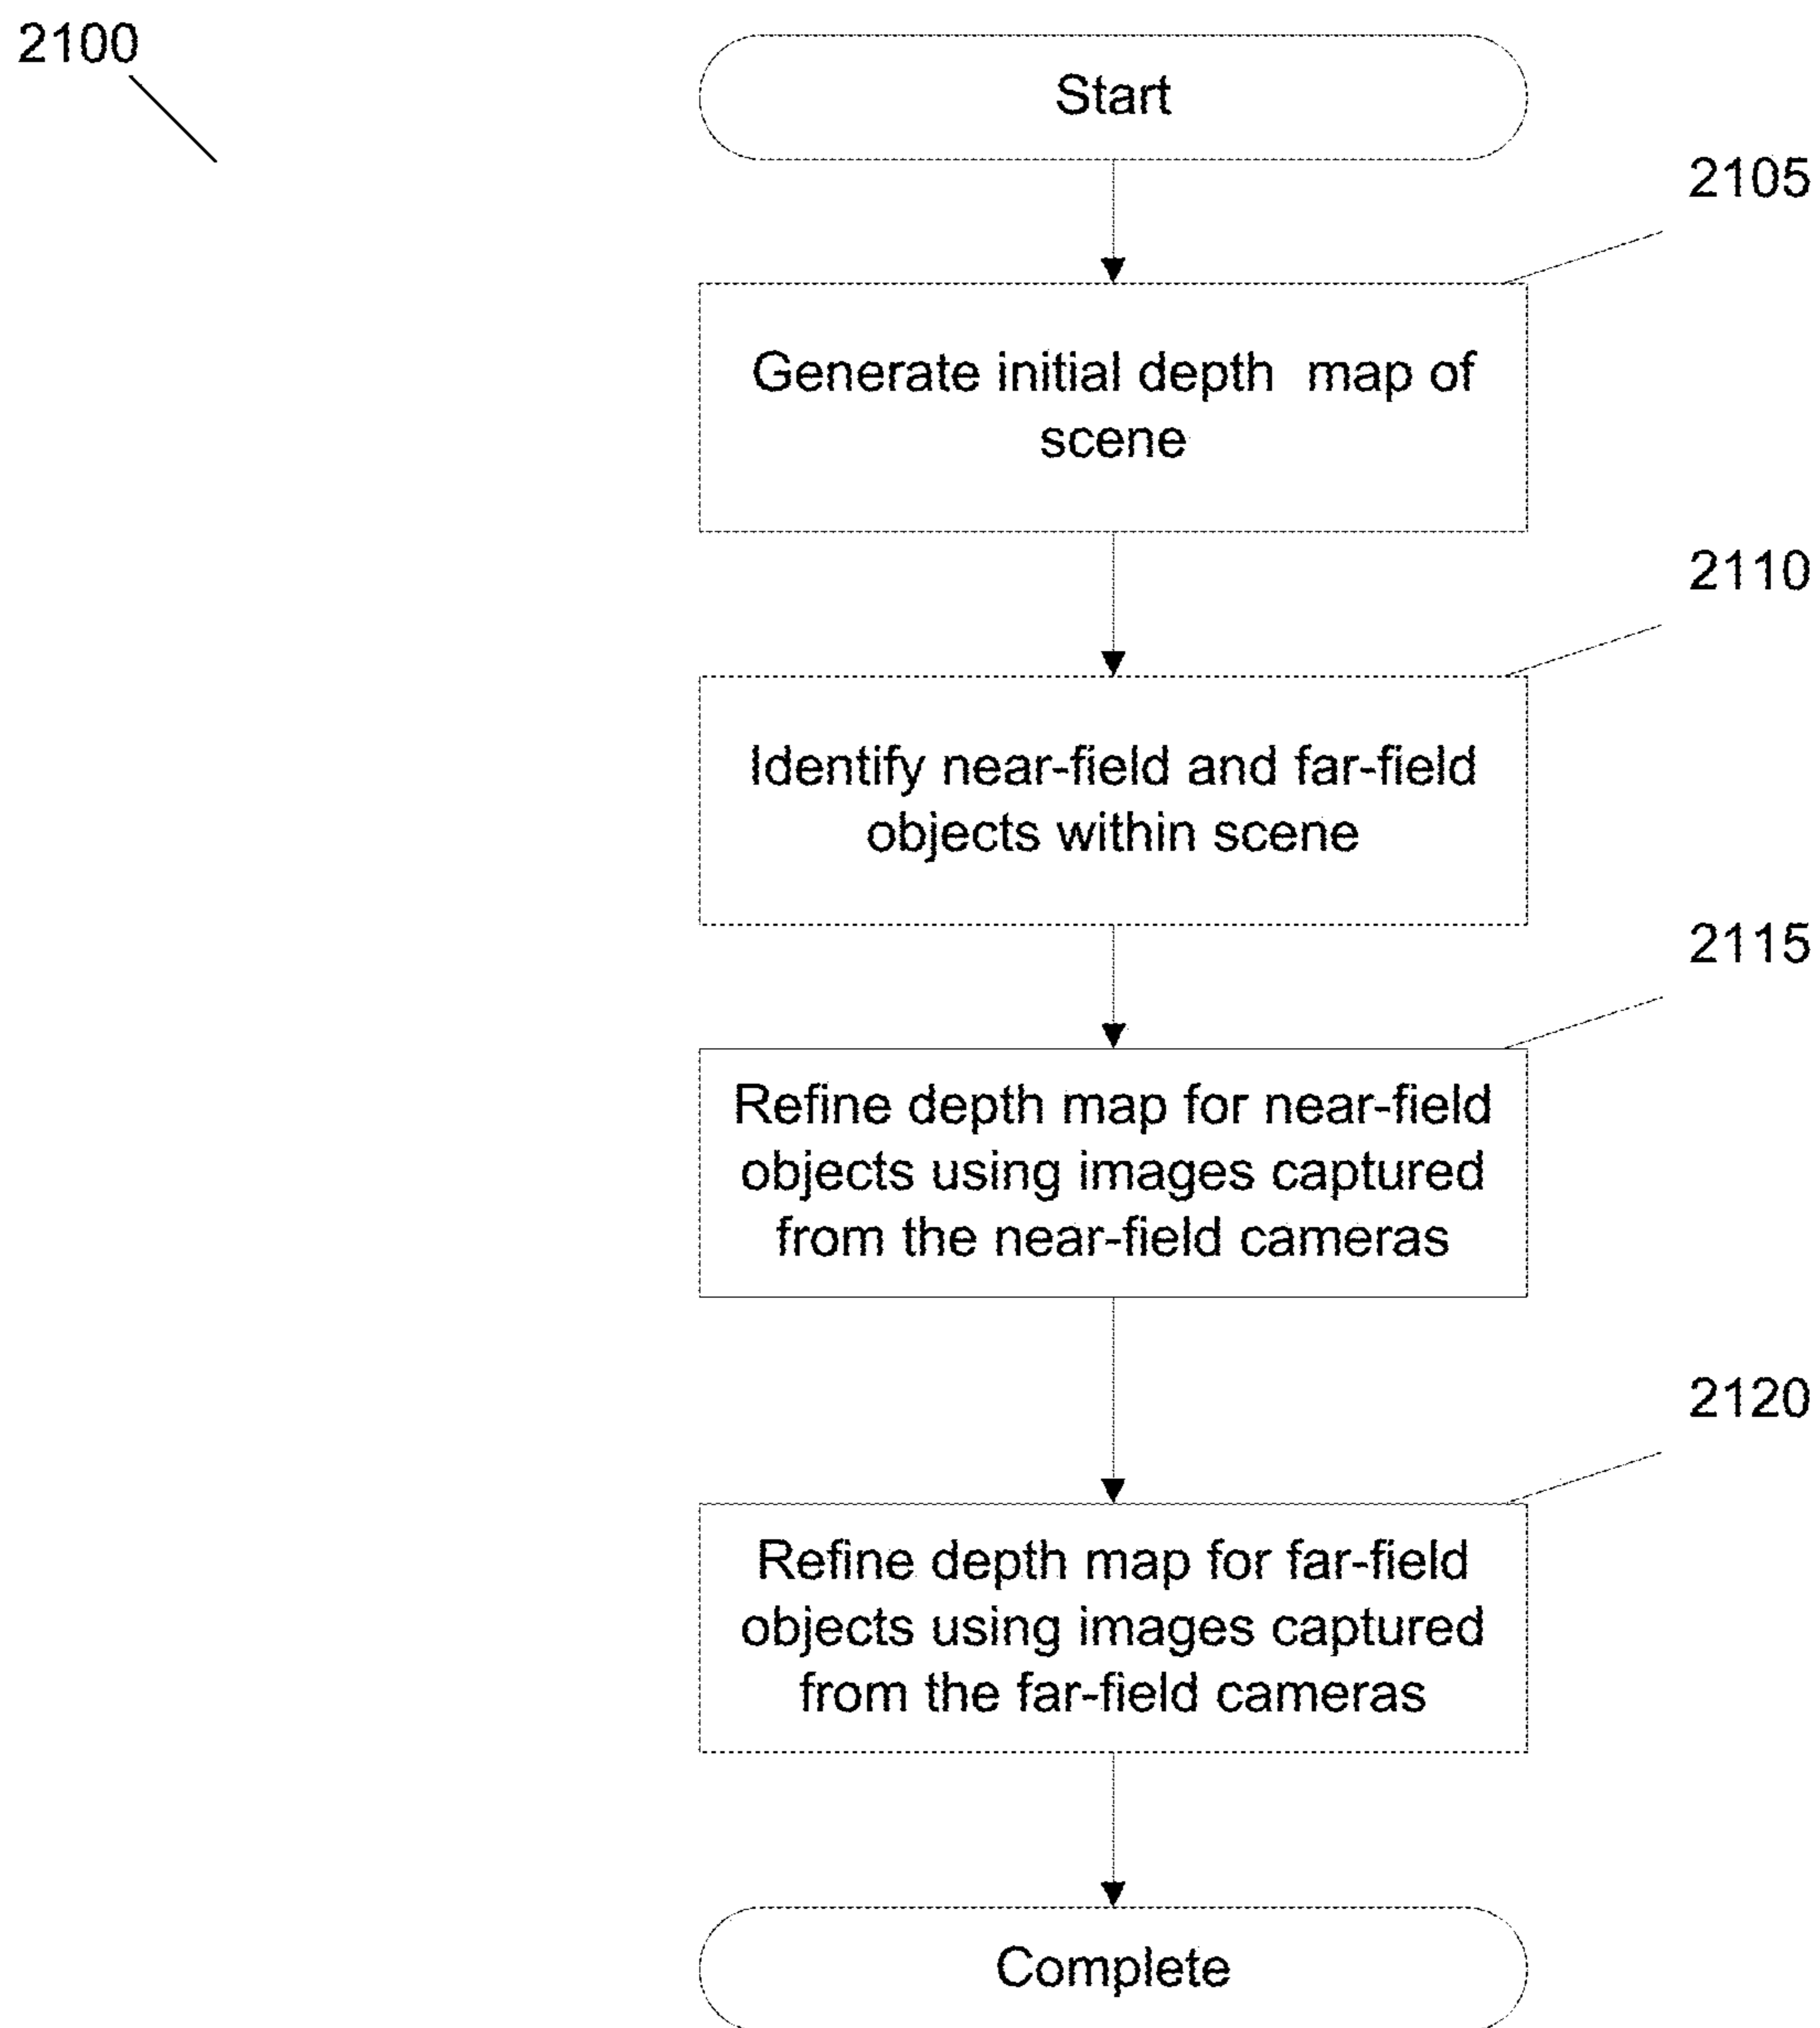 2100
Start
2105
Generate initial depth map of
scene
2110
Identify near-field and far-field
objects within scene
2115
Refine depth map for near-field
objects using images captured
from the near-field cameras
2120
Refine depth map for far-field
objects using images captured
from the far-field cameras
Complete